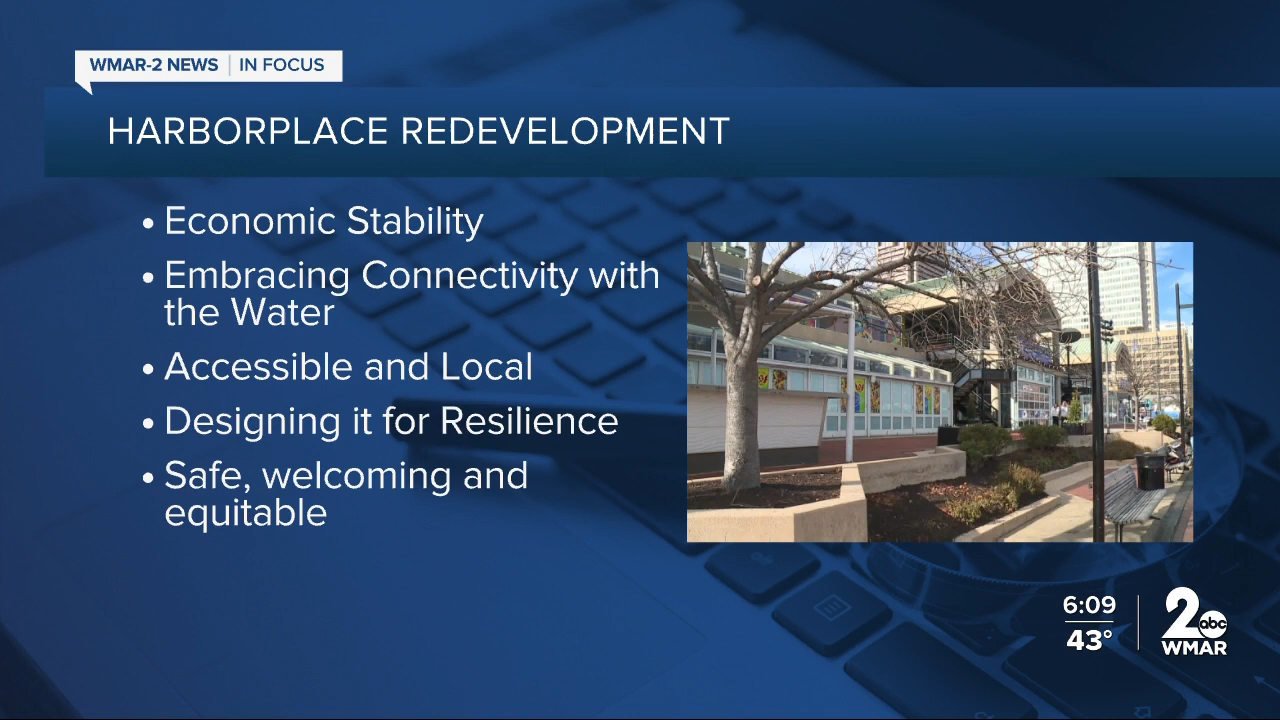 WMAR-2 NEWS | IN FOCUS
HARBORPLACE REDEVELOPMENT
• Economic Stability
• Embracing Connectivity with
the Water
• Accessible and Local
• Designing it for Resilience
• Safe, welcoming and
equitable
6:09
43°
2
abc
WMAR